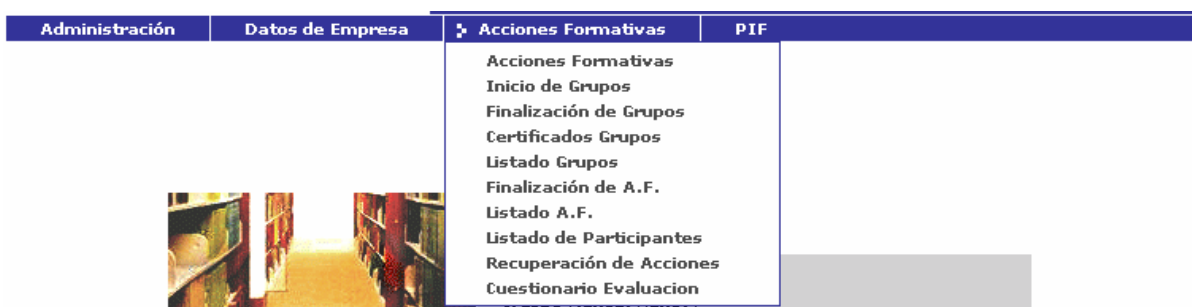 Administración Datos de Empresa Acciones Formativas PIF
Acciones Formativas
Inicio de Grupos
Finalización de Grupos
Certificados Grupos
Listado Grupos
Finalización de A.F.
Listado A.F.
Listado de Participantes
Recuperación de Acciones
Cuestionario Evaluacion